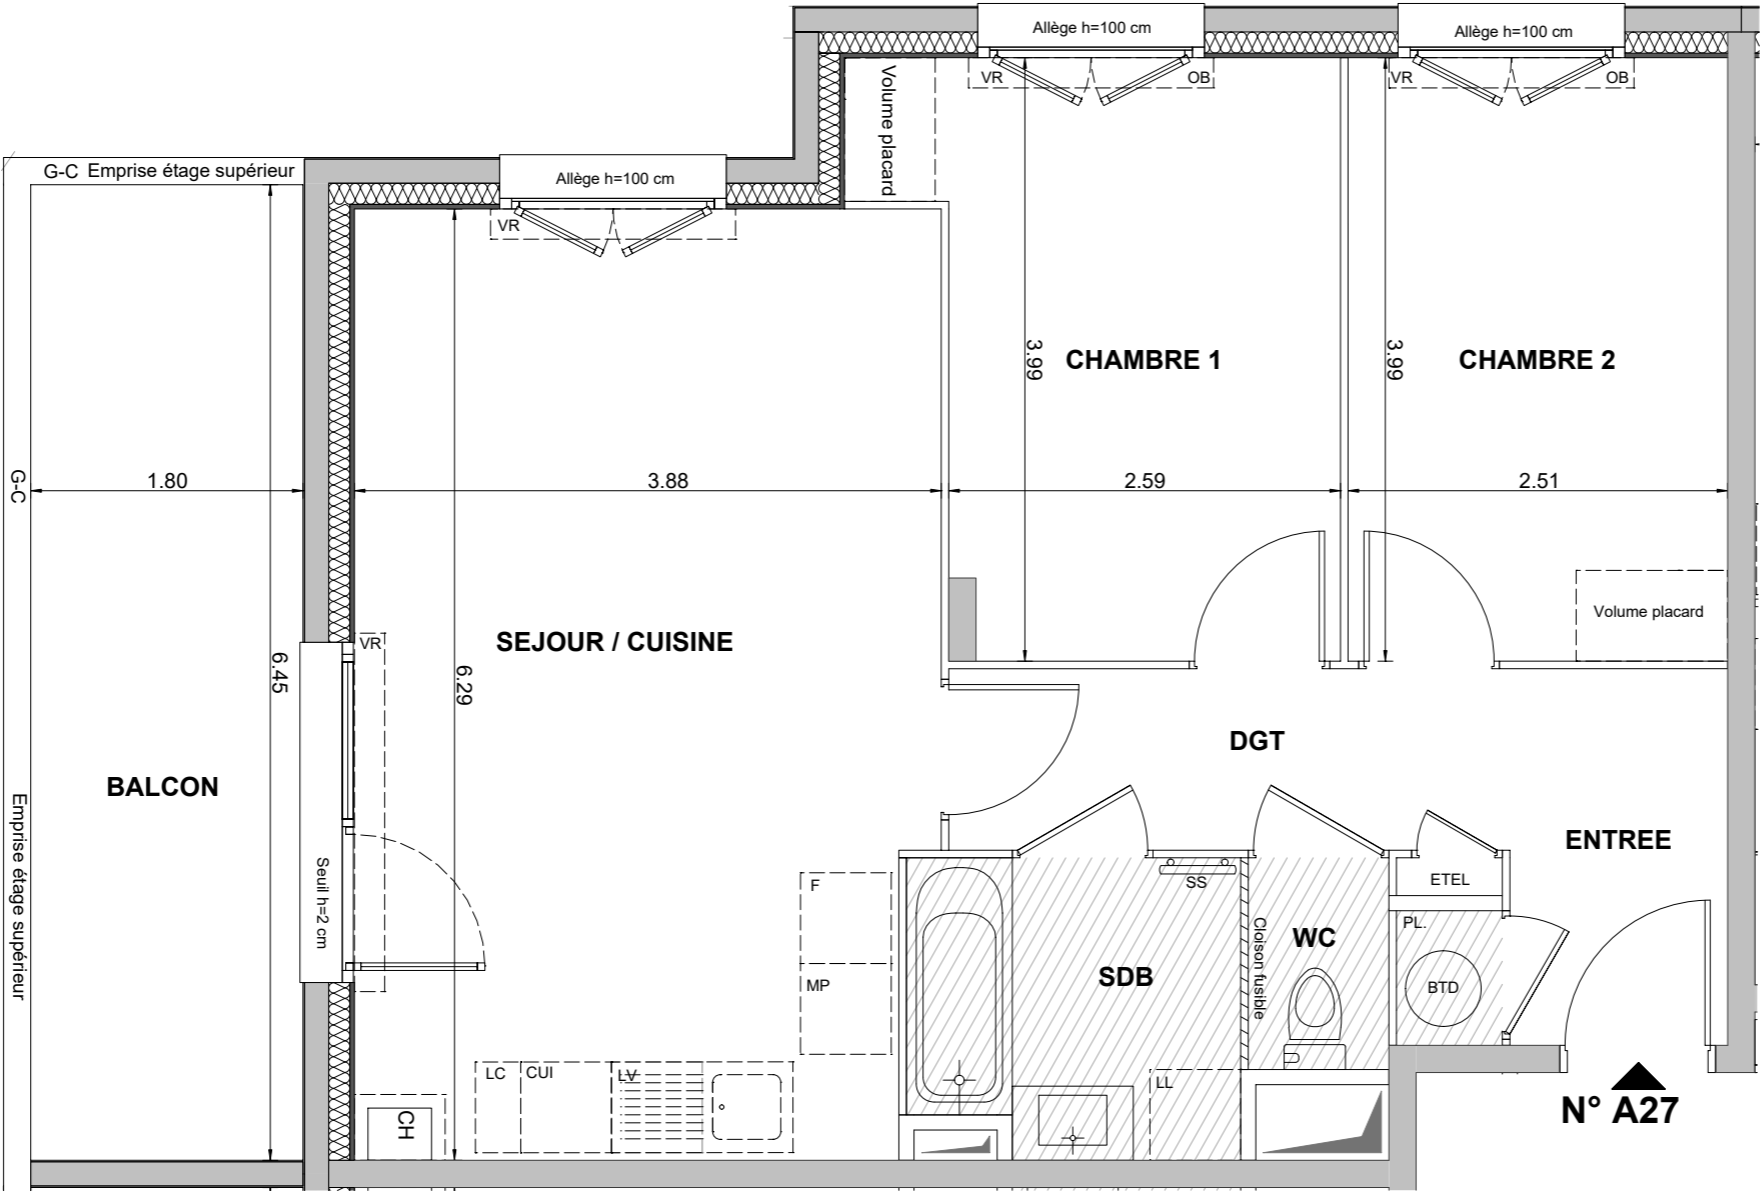 Allège h=100 cm
Allège h=100 cm
VR
OB
VR
OB
Volume placard
G-C Emprise étage supérieur
Allège h=100 cm
VR
3.99
CHAMBRE 1
3.99
CHAMBRE 2
G-C
1.80
3.88
2.59
2.51
Volume placard
VR
SEJOUR / CUISINE
6.45
6.29
DGT
BALCON
Emprise étage supérieur
ENTREE
Seuil h=2 cm
F
SS
ETEL
PL.
Cloison fusible
WC
SDB
MP
BTD
LC
CUI
LV
LL
CH
N° A27